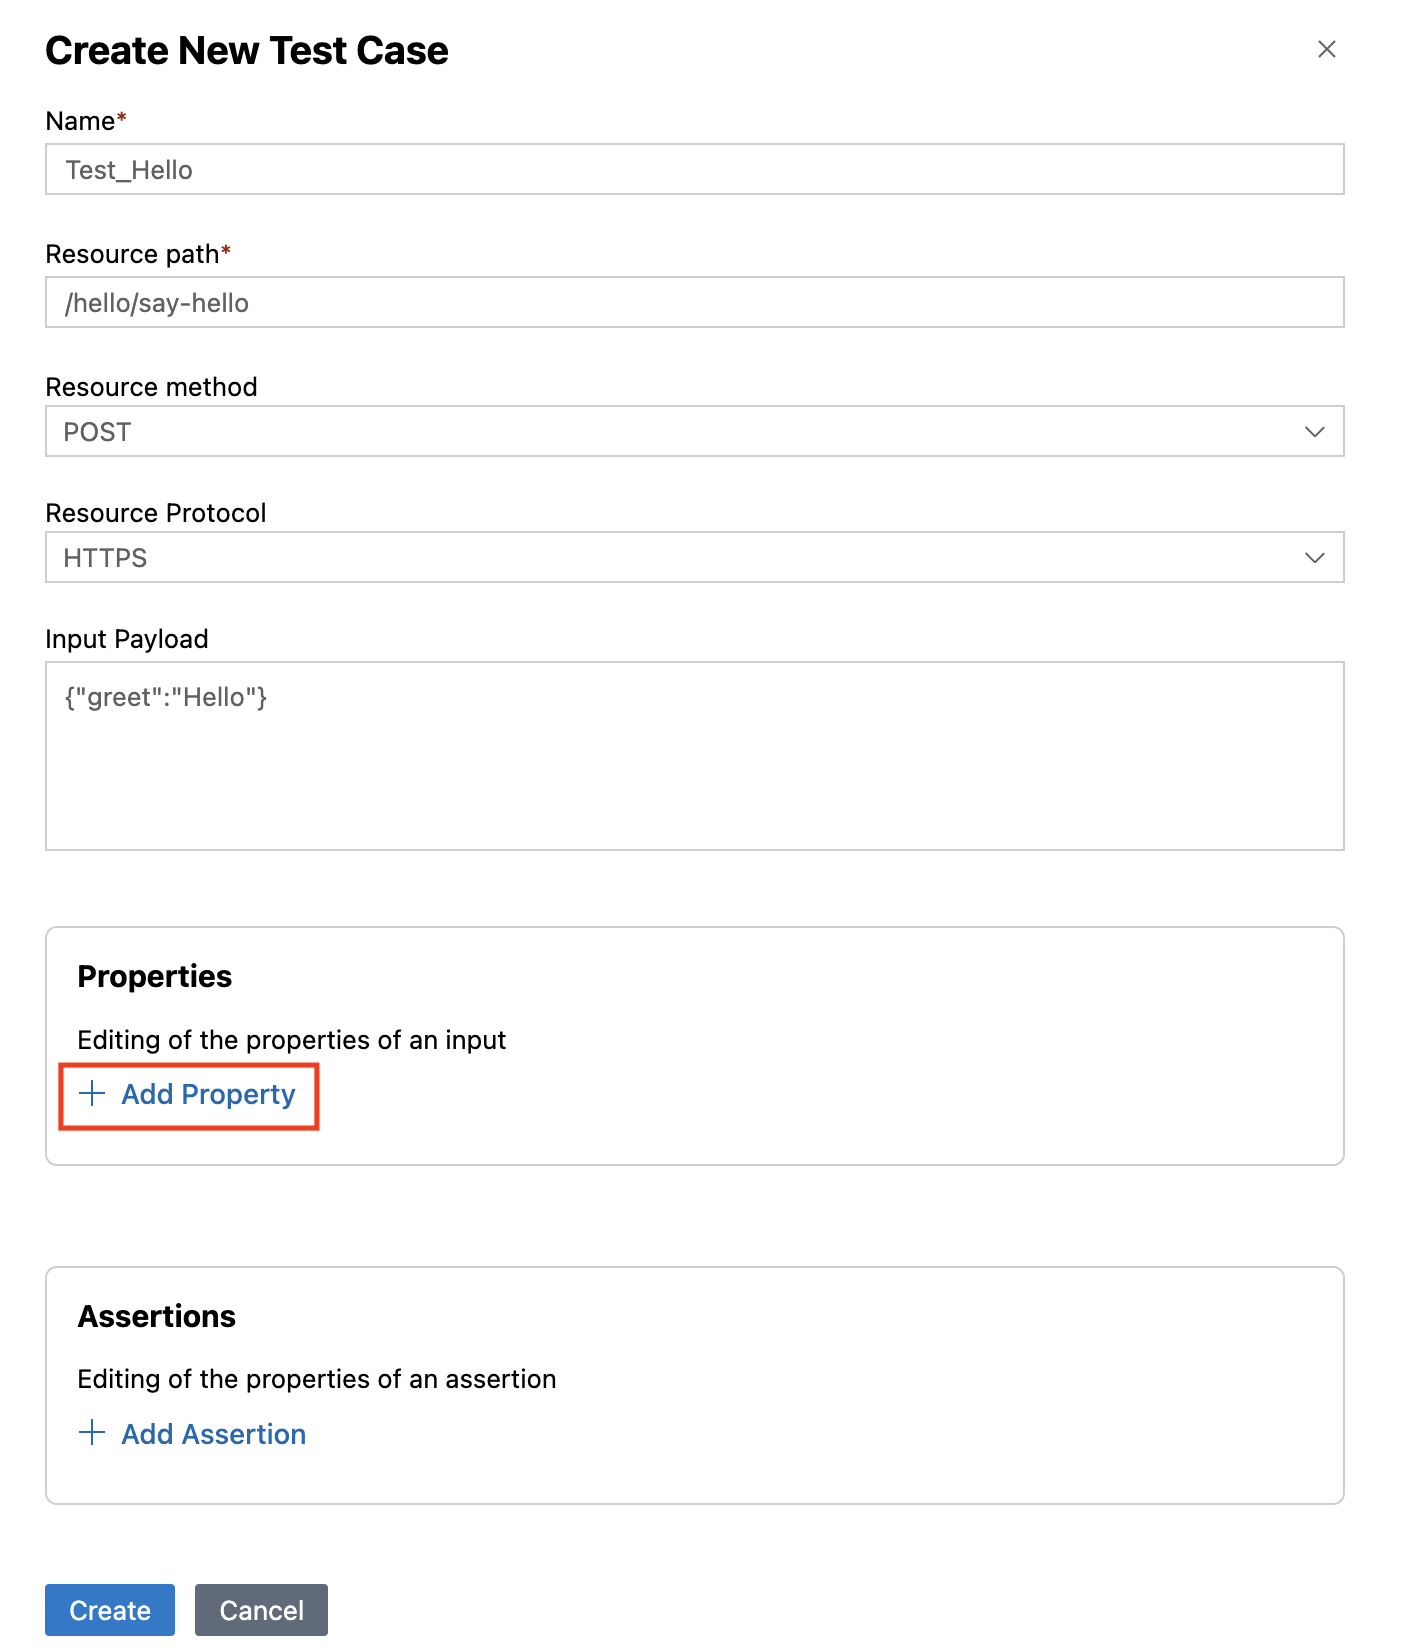 Create New Test Case
Name*
Test_Hello
Resource path*
/hello/say-hello
Resource method
POST
Resource Protocol
HTTPS
Input Payload
{"greet":"Hello"}
Properties
Editing of the properties of an input
Add Property
Assertions
Editing of the properties of an assertion
Add Assertion
Create Cancel